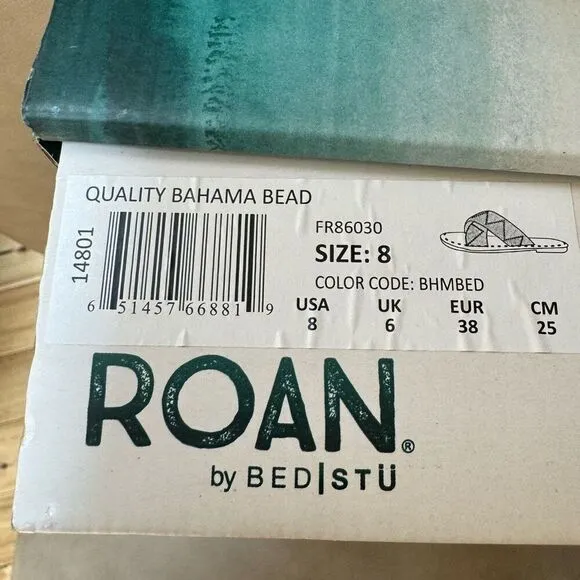 QUALITY BAHAMA BEAD
14801
6 51457 66881 9
FR86030
SIZE: 8
COLOR CODE: BHMBED
USA UK EUR CM
8 6 38 25
ROAN®
by BED|STÜ